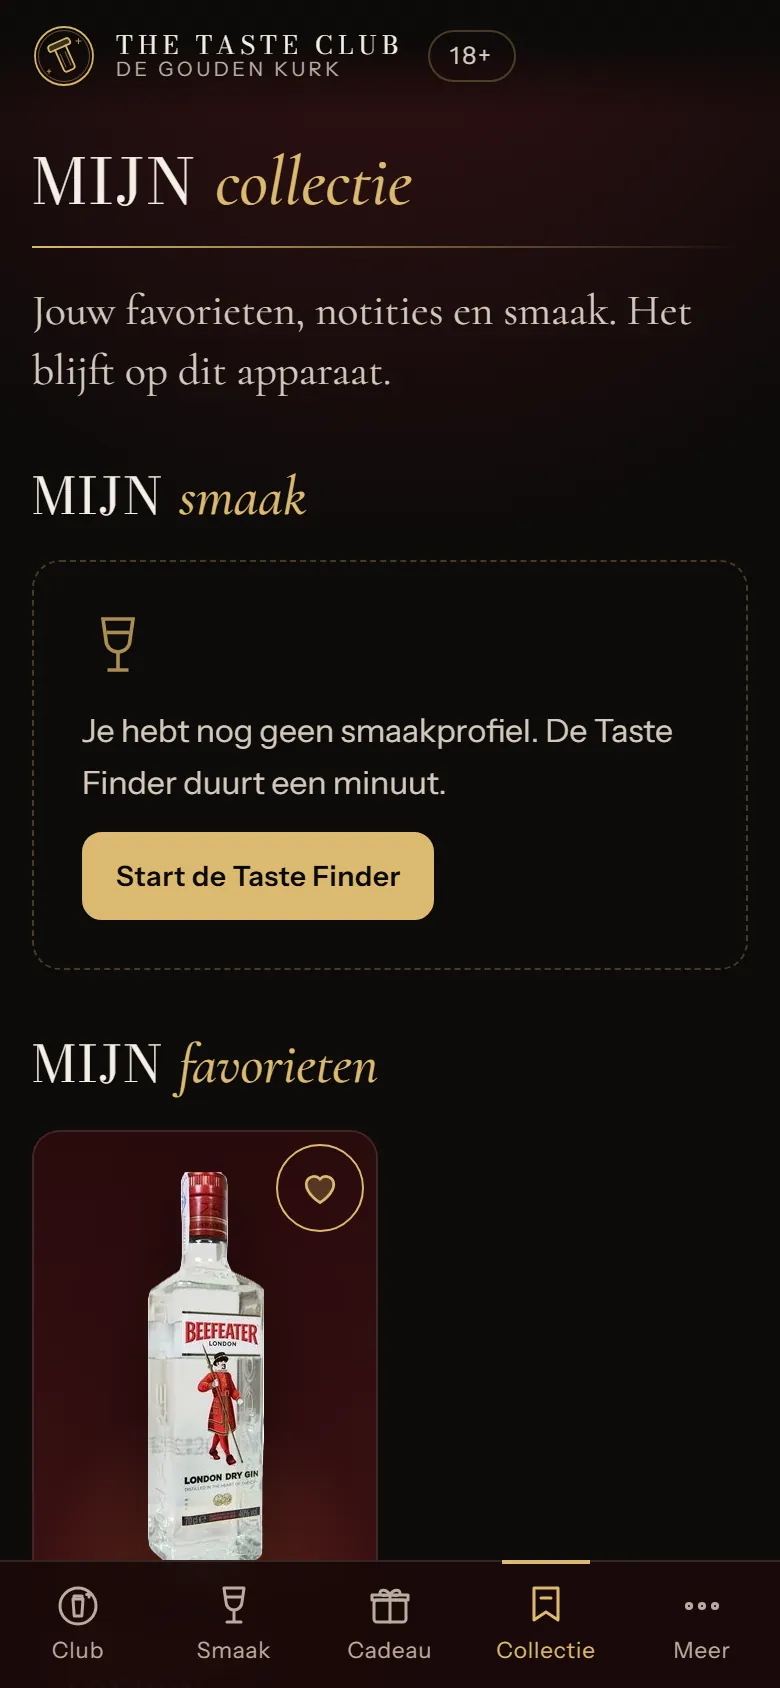 THE TASTE CLUB
DE GOUDEN KURK
18+
MIJN collectie
Jouw favorieten, notities en smaak. Het
blijft op dit apparaat.
MIJN smaak
Je hebt nog geen smaakprofiel. De Taste
Finder duurt een minuut.
Start de Taste Finder
MIJN favorieten
BEEFEATER
LONDON
LONDON DRY GIN
Club
Smaak
Cadeau
Collectie
Meer